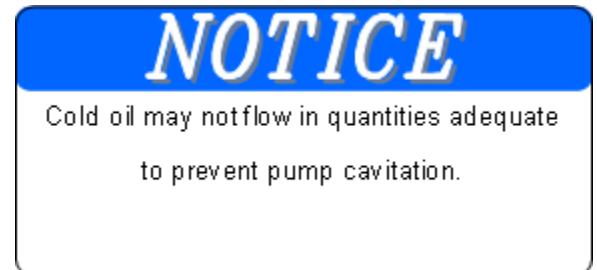 NOTICE
Cold oil may not flow in quantities adequate
to prevent pump cavitation.